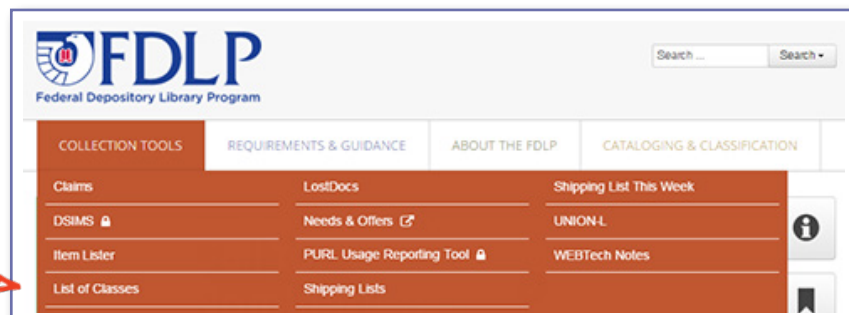 FDLP
Federal Depository Library Program
Search ... Search
COLLECTION TOOLS REQUIREMENTS & GUIDANCE ABOUT THE FDLP CATALOGING & CLASSIFICATION
Claims LostDocs Shipping List This Week
DSIMS Needs & Offers UNION-L
Item Lister PURL Usage Reporting Tool WEBTech Notes
List of Classes Shipping Lists